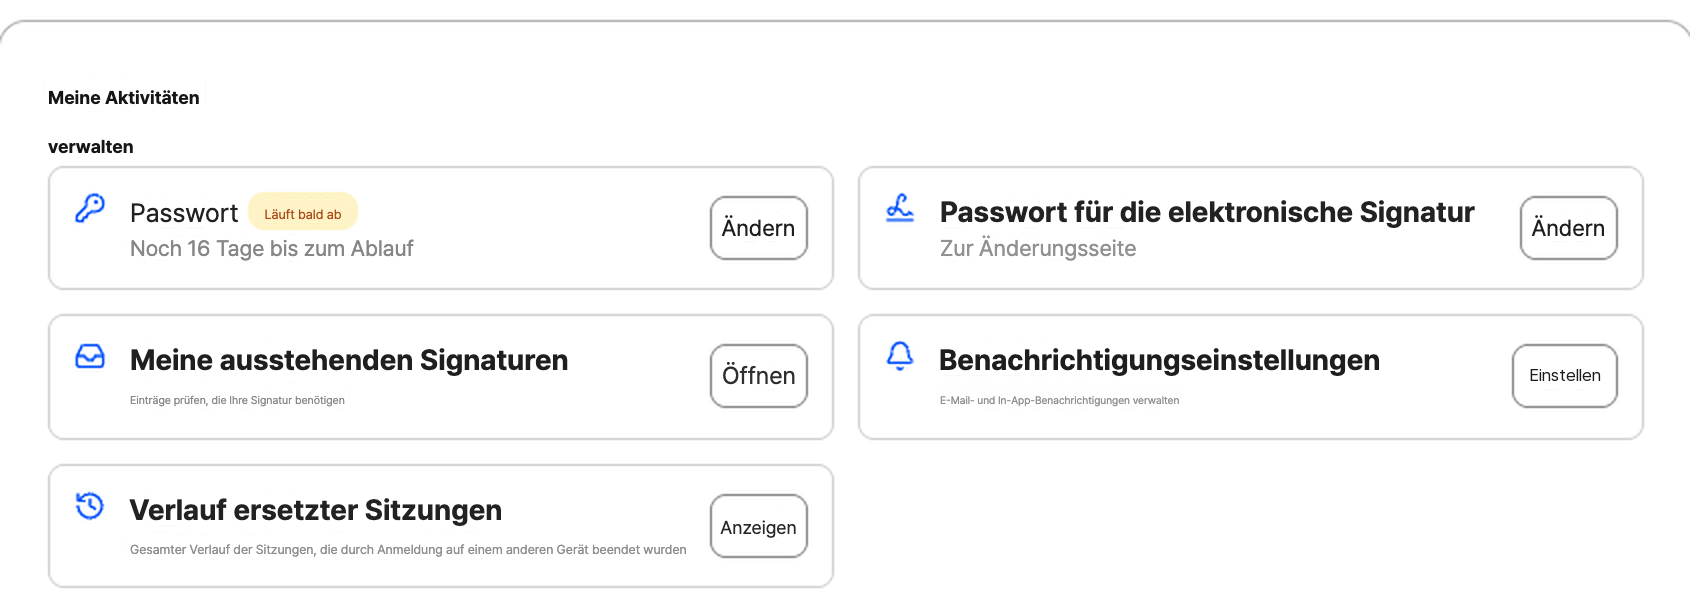 Meine Aktivitäten
verwalten
Passwort
Läuft bald ab
Noch 16 Tage bis zum Ablauf
Ändern
Passwort für die elektronische Signatur
Zur Änderungsseite
Ändern
Meine ausstehenden Signaturen
Einträge prüfen, die Ihre Signatur benötigen
Öffnen
Benachrichtigungseinstellungen
E-Mail- und In-App-Benachrichtigungen verwalten
Einstellen
Verlauf ersetzter Sitzungen
Gesamter Verlauf der Sitzungen, die durch Anmeldung auf einem anderen Gerät beendet wurden
Anzeigen